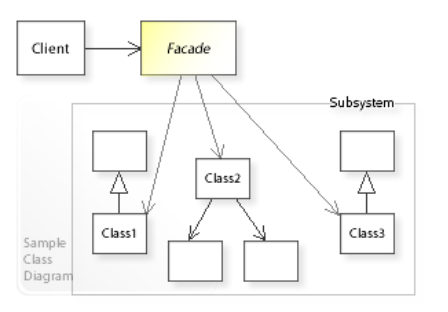 Client
Facade
Subsystem
Class2
Class1
Class3
Sample
Class
Diagram